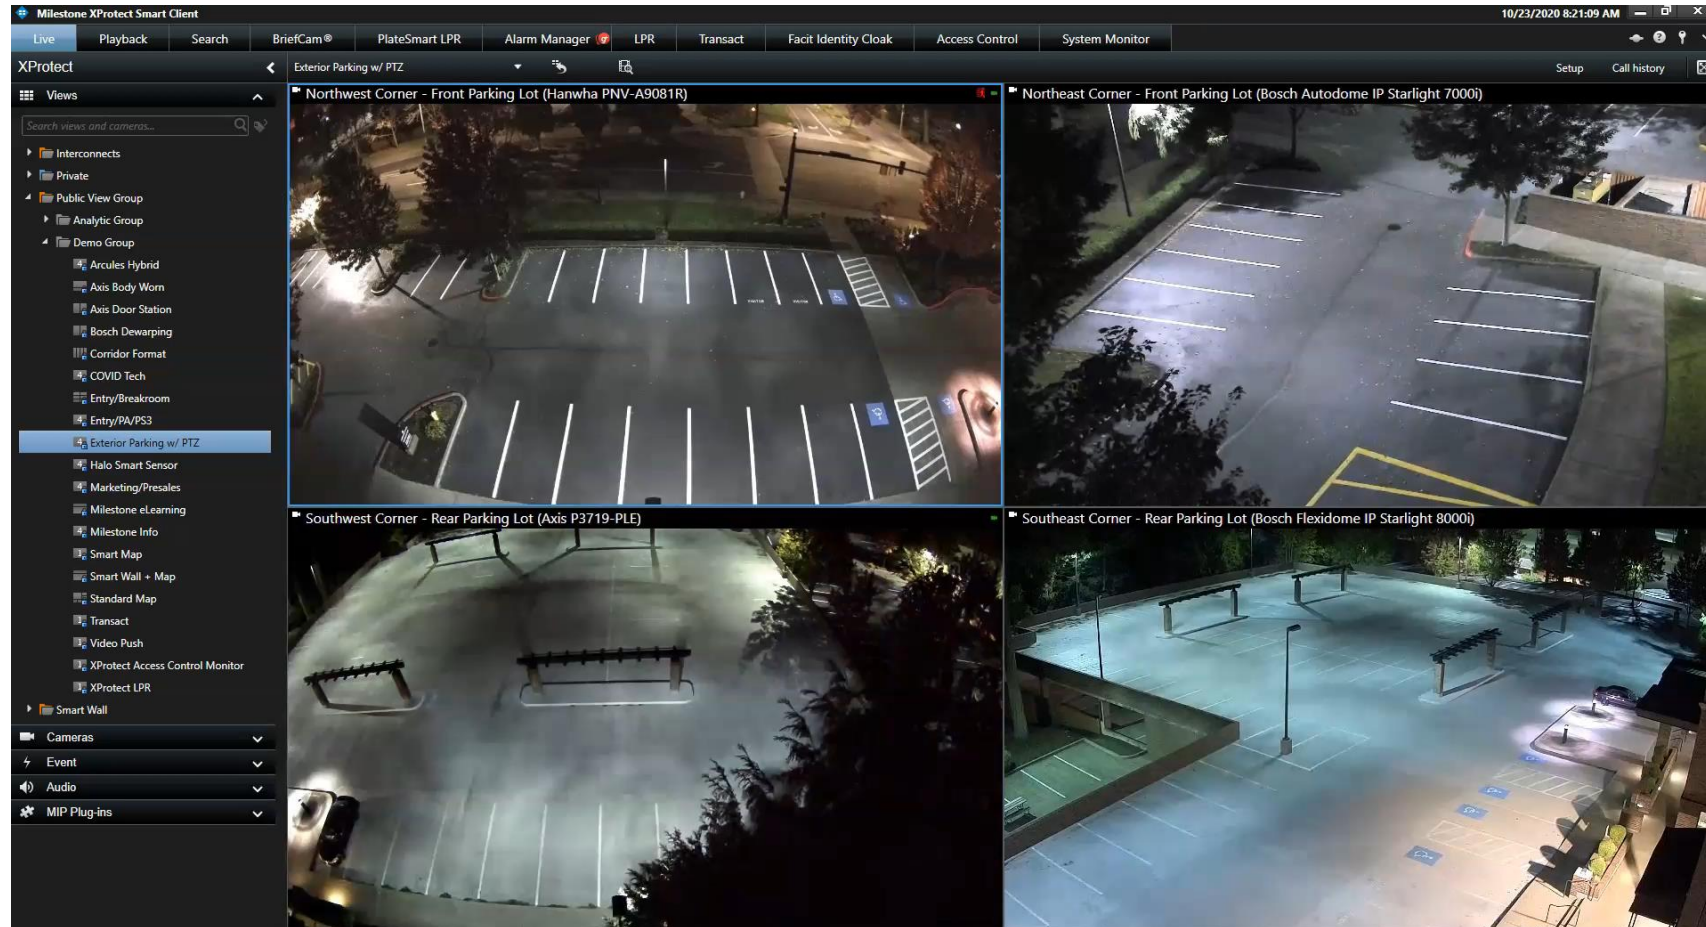 Milestone XProtect Smart Client
10/23/2020 8:21:09 AM
Live Playback Search BriefCam® PlateSmart LPR Alarm Manager LPR Transact Facit Identity Cloak Access Control System Monitor
XProtect
Exterior Parking w/ PTZ
Setup Call history
Views
Search views and cameras...
Interconnects
Private
Public View Group
Analytic Group
Demo Group
Arcules Hybrid
Axis Body Worn
Axis Door Station
Bosch Dewarping
Corridor Format
COVID Tech
Entry/Breakroom
Entry/PA/PS3
Exterior Parking w/ PTZ
Halo Smart Sensor
Marketing/Presales
Milestone eLearning
Milestone Info
Smart Map
Smart Wall + Map
Standard Map
Transact
Video Push
XProtect Access Control Monitor
XProtect LPR
Smart Wall
Cameras
Event
Audio
MIP Plug-ins
Northwest Corner - Front Parking Lot (Hanwha PNV-A9081R)
Northeast Corner - Front Parking Lot (Bosch Autodome IP Starlight 7000i)
Southwest Corner - Rear Parking Lot (Axis P3719-PLE)
Southeast Corner - Rear Parking Lot (Bosch Flexidome IP Starlight 8000i)